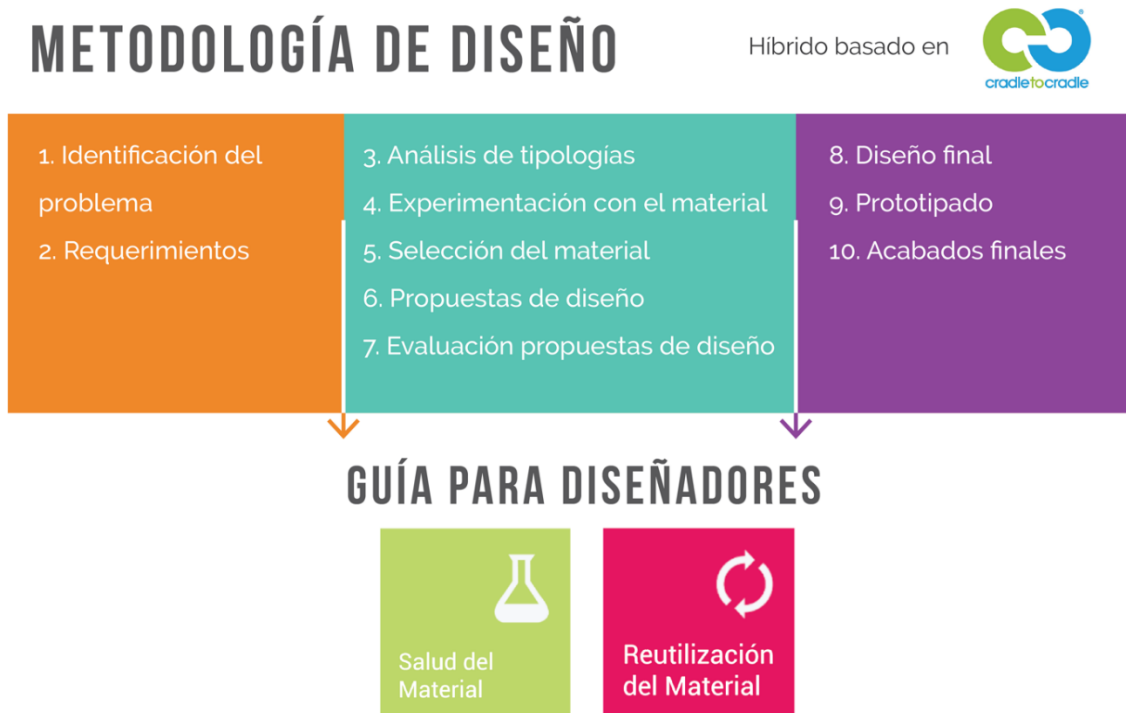 METODOLOGÍA DE DISEÑO
Híbrido basado en
cradletocradle
1. Identificación del
problema
2. Requerimientos
3. Análisis de tipologías
4. Experimentación con el material
5. Selección del material
6. Propuestas de diseño
7. Evaluación propuestas de diseño
8. Diseño final
9. Prototipado
10. Acabados finales
GUÍA PARA DISEÑADORES
Salud del
Material
Reutilización
del Material